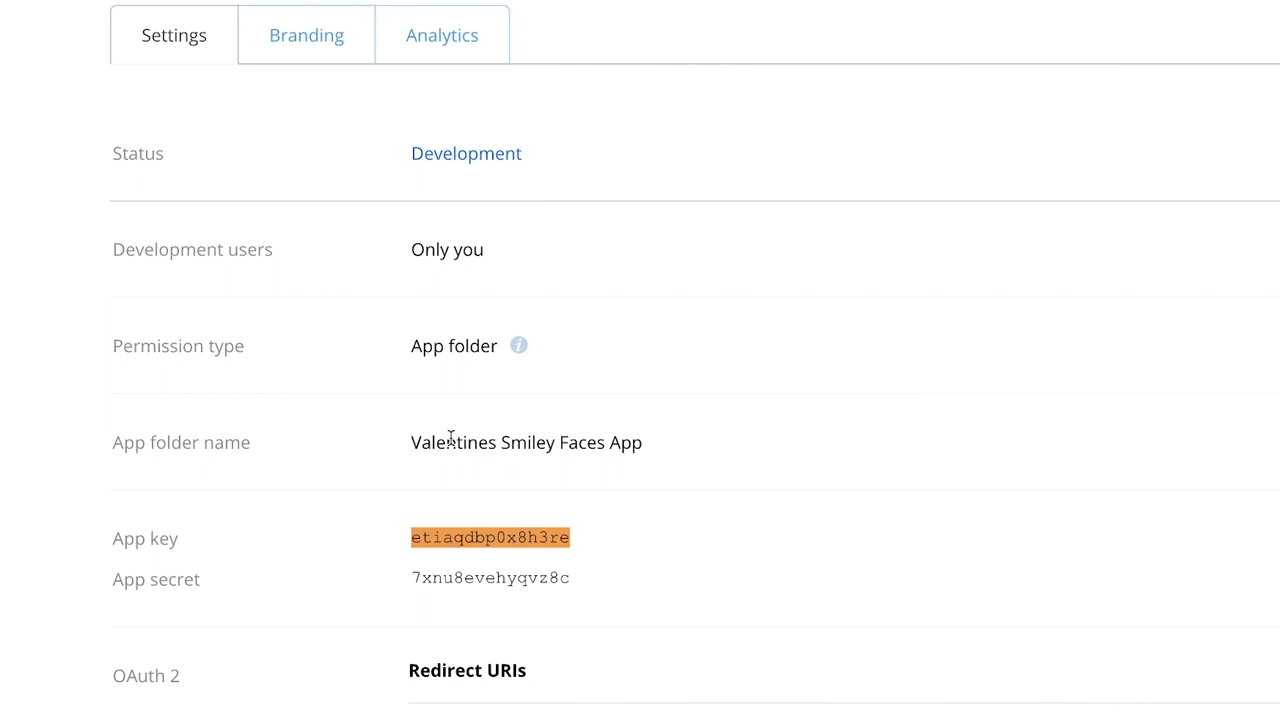 Settings
Branding
Analytics
Status
Development
Development users
Only you
Permission type
App folder
App folder name
Valentines Smiley Faces App
App key
etiaqdbp0x8h3re
App secret
7xnu8evehyqvz8c
OAuth 2
Redirect URIs